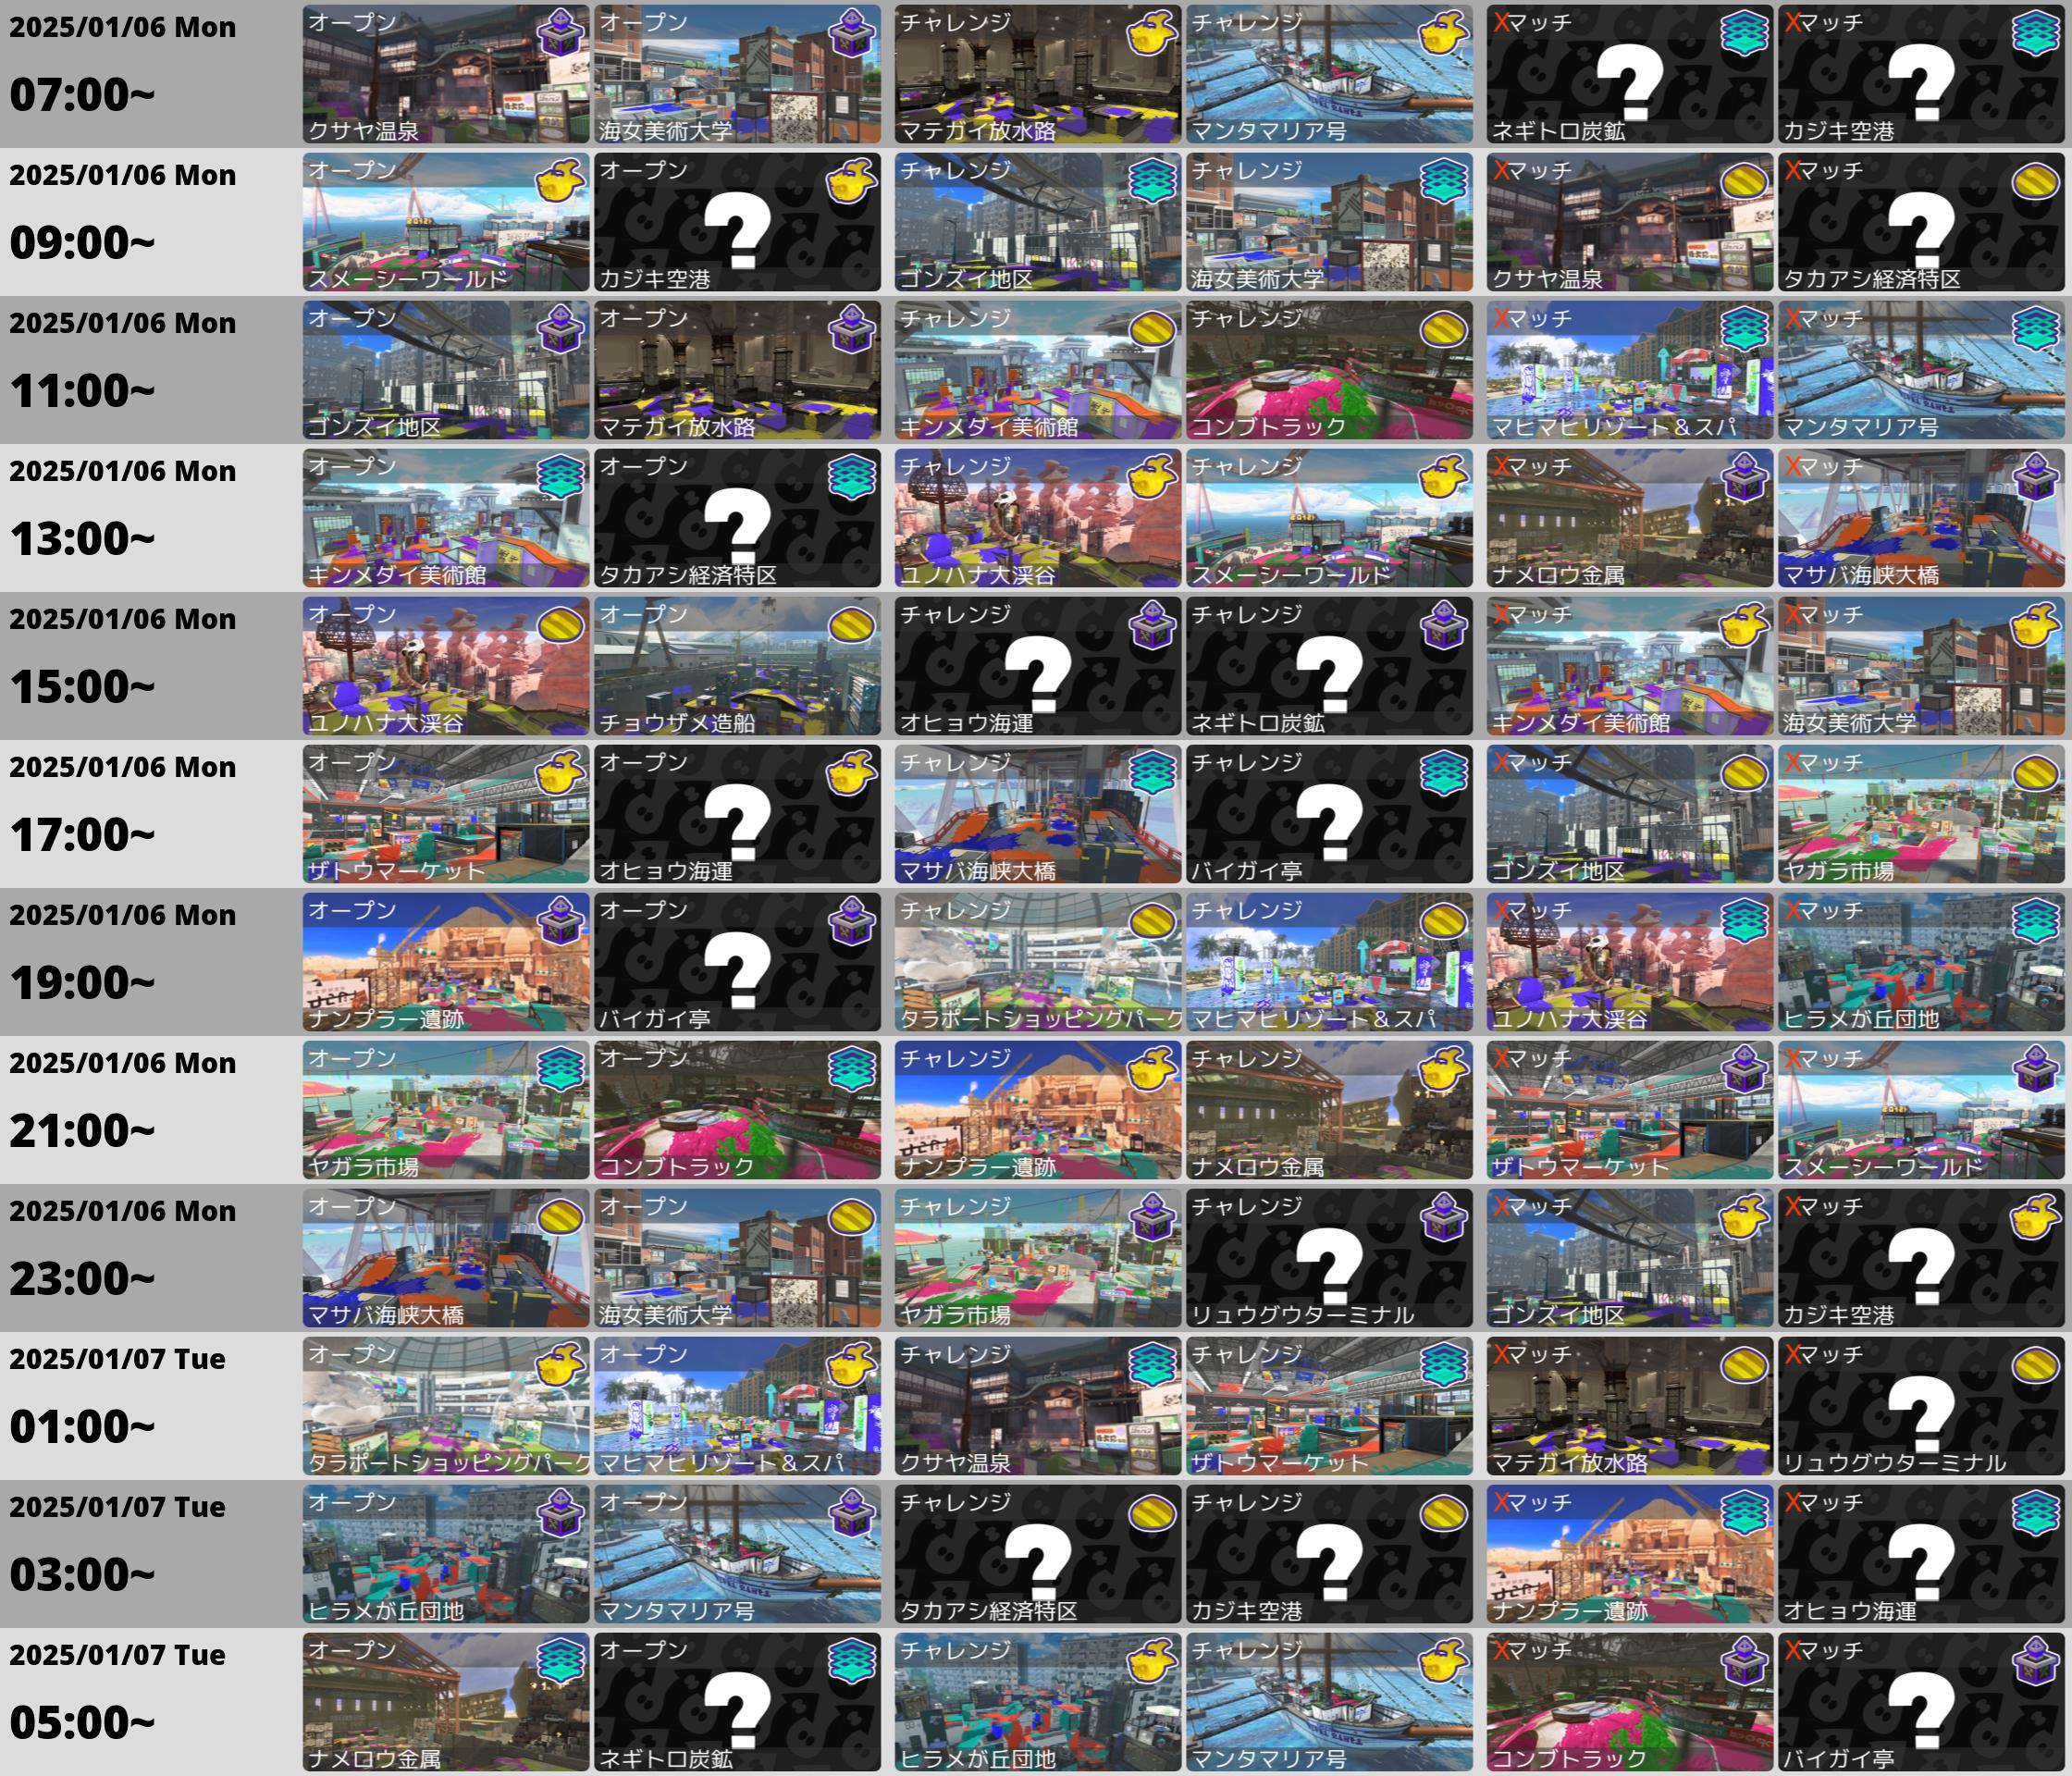 2025/01/06 Mon
07:00~
オープン
クサヤ温泉
オープン
海女美術大学
チャレンジ
マテガイ放水路
チャレンジ
マンタマリア号
Xマッチ
ネギトロ炭鉱
Xマッチ
カジキ空港
2025/01/06 Mon
09:00~
オープン
スメーシーワールド
オープン
カジキ空港
チャレンジ
ゴンズイ地区
チャレンジ
海女美術大学
Xマッチ
クサヤ温泉
Xマッチ
タカアシ経済特区
2025/01/06 Mon
11:00~
オープン
ゴンズイ地区
オープン
マテガイ放水路
チャレンジ
キンメダイ美術館
チャレンジ
コンブトラック
Xマッチ
マヒマヒリゾート＆スパ
Xマッチ
マンタマリア号
2025/01/06 Mon
13:00~
オープン
キンメダイ美術館
オープン
タカアシ経済特区
チャレンジ
ユノハナ大渓谷
チャレンジ
スメーシーワールド
Xマッチ
ナメロウ金属
Xマッチ
マサバ海峡大橋
2025/01/06 Mon
15:00~
オープン
ユノハナ大渓谷
オープン
チョウザメ造船
チャレンジ
オヒョウ海運
チャレンジ
ネギトロ炭鉱
Xマッチ
キンメダイ美術館
Xマッチ
海女美術大学
2025/01/06 Mon
17:00~
オープン
ザトウマーケット
オープン
オヒョウ海運
チャレンジ
マサバ海峡大橋
チャレンジ
バイガイ亭
Xマッチ
ゴンズイ地区
Xマッチ
ヤガラ市場
2025/01/06 Mon
19:00~
オープン
ナンプラー遺跡
オープン
バイガイ亭
チャレンジ
タラポートショッピングパーク
チャレンジ
マヒマヒリゾート＆スパ
Xマッチ
ユノハナ大渓谷
Xマッチ
ヒラメが丘団地
2025/01/06 Mon
21:00~
オープン
ヤガラ市場
オープン
コンブトラック
チャレンジ
ナンプラー遺跡
チャレンジ
ナメロウ金属
Xマッチ
ザトウマーケット
Xマッチ
スメーシーワールド
2025/01/06 Mon
23:00~
オープン
マサバ海峡大橋
オープン
海女美術大学
チャレンジ
ヤガラ市場
チャレンジ
リュウグウターミナル
Xマッチ
ゴンズイ地区
Xマッチ
カジキ空港
2025/01/07 Tue
01:00~
オープン
タラポートショッピングパーク
オープン
マヒマヒリゾート＆スパ
チャレンジ
クサヤ温泉
チャレンジ
ザトウマーケット
Xマッチ
マテガイ放水路
Xマッチ
リュウグウターミナル
2025/01/07 Tue
03:00~
オープン
ヒラメが丘団地
オープン
マンタマリア号
チャレンジ
タカアシ経済特区
チャレンジ
カジキ空港
Xマッチ
ナンプラー遺跡
Xマッチ
オヒョウ海運
2025/01/07 Tue
05:00~
オープン
ナメロウ金属
オープン
ネギトロ炭鉱
チャレンジ
ヒラメが丘団地
チャレンジ
マンタマリア号
Xマッチ
コンブトラック
Xマッチ
バイガイ亭